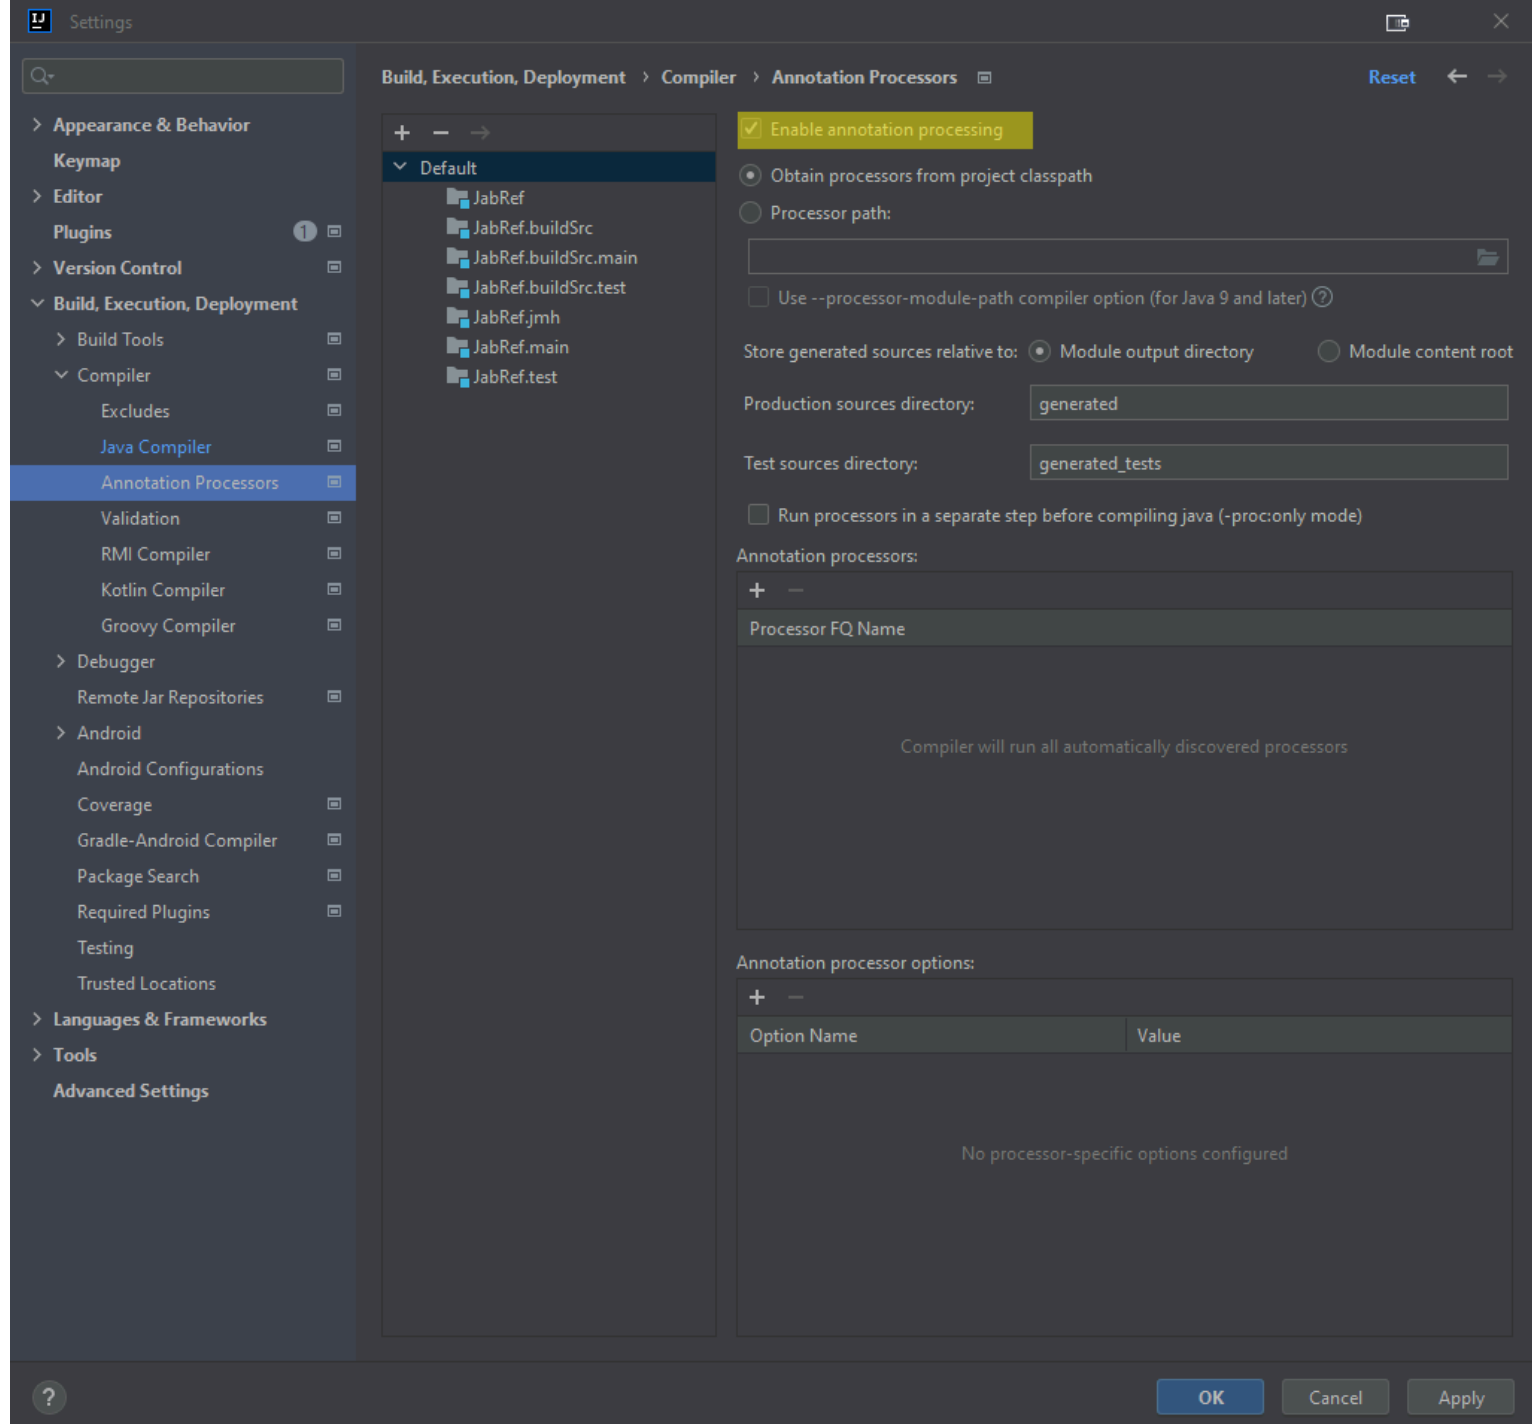 IJ Settings
Build, Execution, Deployment › Compiler › Annotation Processors Reset
Appearance & Behavior
Keymap
Editor
Plugins 1
Version Control
Build, Execution, Deployment
Build Tools
Compiler
Excludes
Java Compiler
Annotation Processors
Validation
RMI Compiler
Kotlin Compiler
Groovy Compiler
Debugger
Remote Jar Repositories
Android
Android Configurations
Coverage
Gradle-Android Compiler
Package Search
Required Plugins
Testing
Trusted Locations
Languages & Frameworks
Tools
Advanced Settings
Default
JabRef
JabRef.buildSrc
JabRef.buildSrc.main
JabRef.buildSrc.test
JabRef.jmh
JabRef.main
JabRef.test
Enable annotation processing
Obtain processors from project classpath
Processor path:
Use --processor-module-path compiler option (for Java 9 and later) ?
Store generated sources relative to: Module output directory Module content root
Production sources directory: generated
Test sources directory: generated_tests
Run processors in a separate step before compiling java (-proc:only mode)
Annotation processors:
Processor FQ Name
Compiler will run all automatically discovered processors
Annotation processor options:
Option Name Value
No processor-specific options configured
? OK Cancel Apply